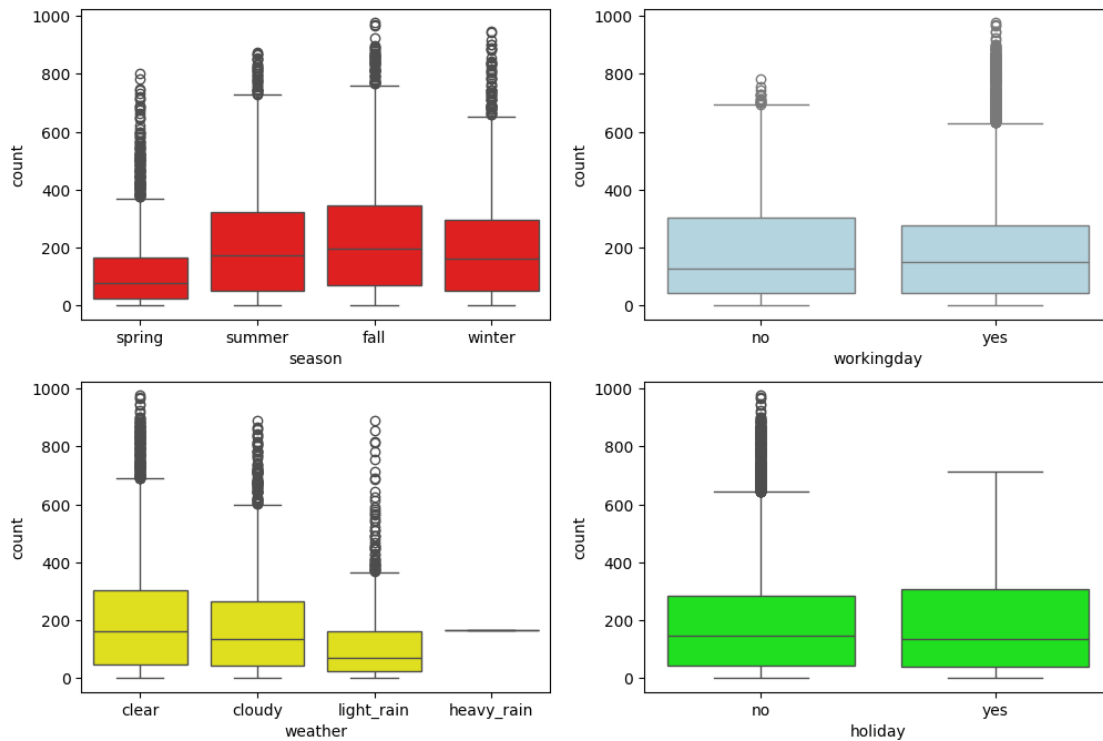 1000
800
600
400
200
0
count
spring summer fall winter
season
1000
800
600
400
200
0
count
no yes
workingday
1000
800
600
400
200
0
count
clear cloudy light_rain heavy_rain
weather
1000
800
600
400
200
0
count
no yes
holiday